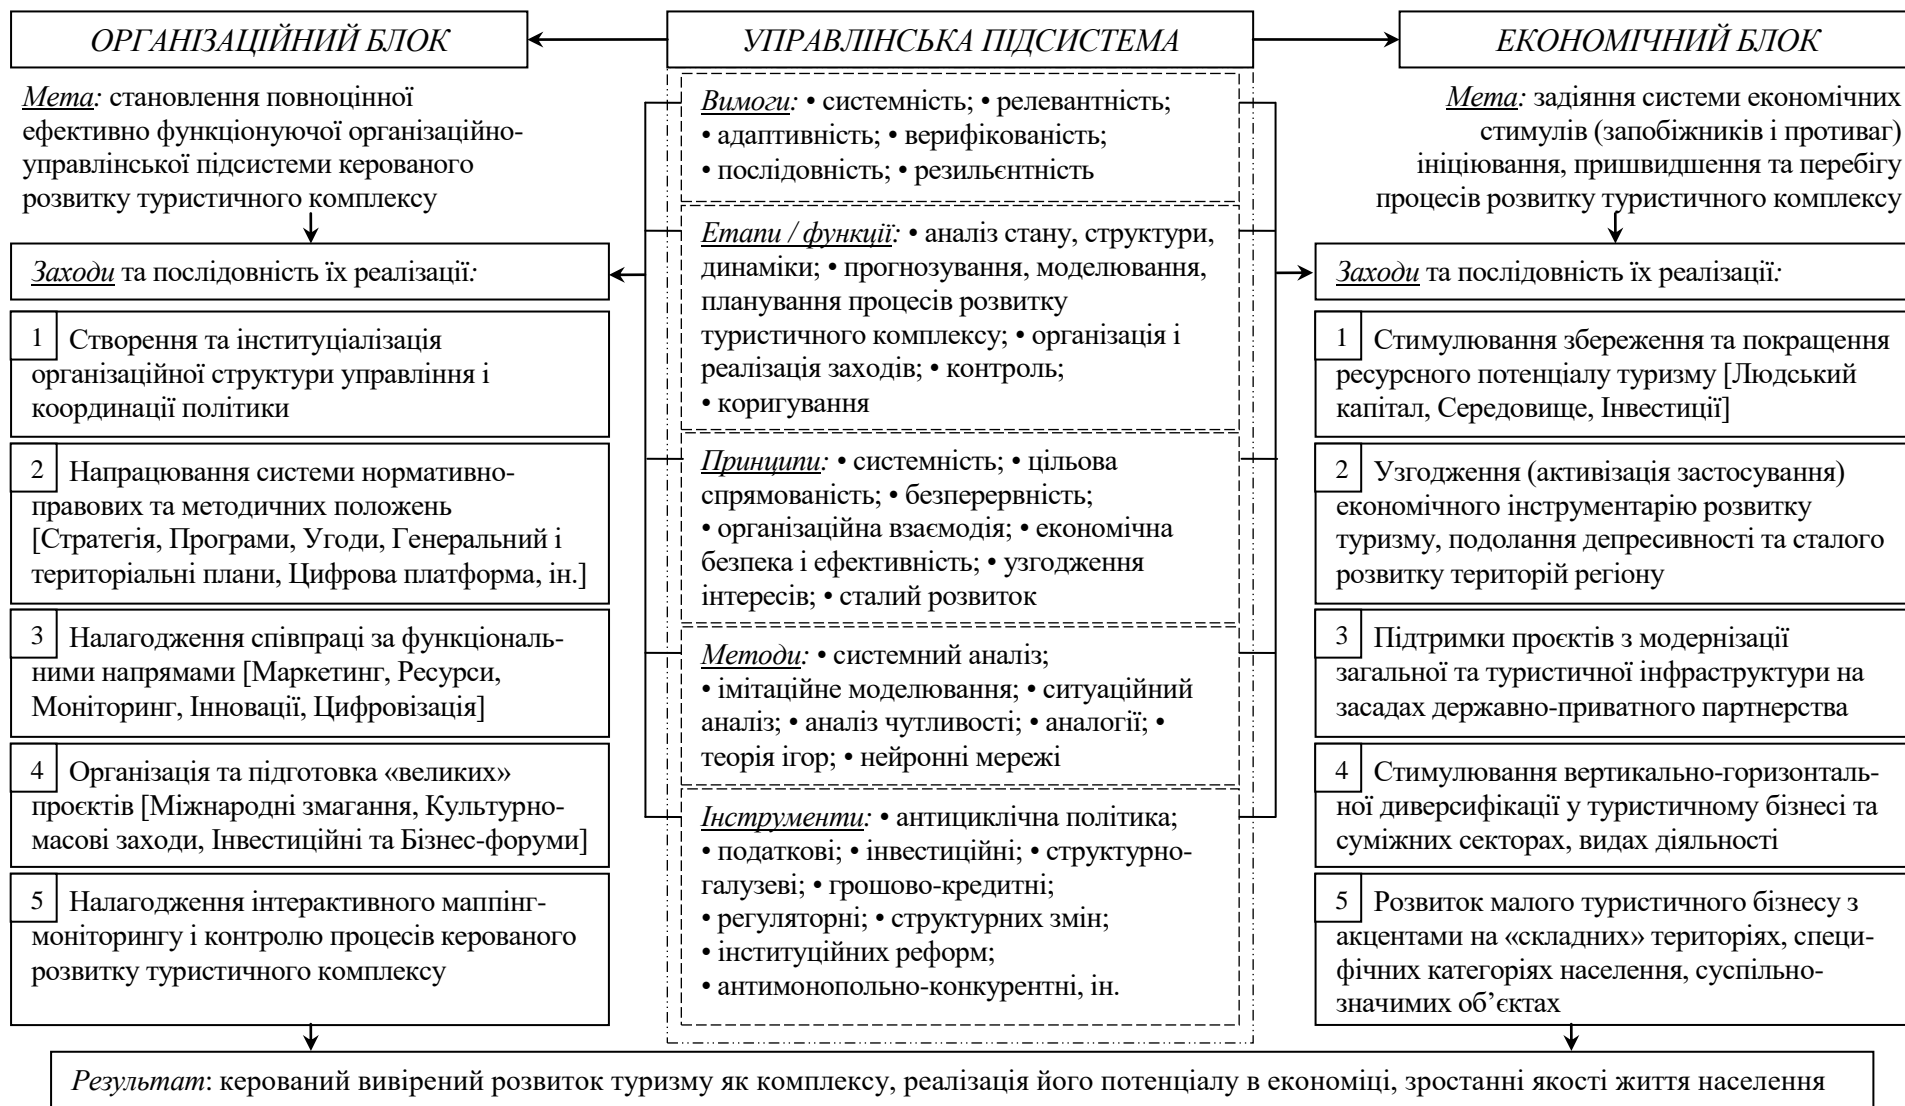 ОРГАНІЗАЦІЙНИЙ БЛОК
Мета: становлення повноцінної
ефективно функціонуючої організаційно-
управлінської підсистеми керованого
розвитку туристичного комплексу
Заходи та послідовність їх реалізації:
1 Створення та інституціалізація
організаційної структури управління і
координації політики
2 Напрацювання системи нормативно-
правових та методичних положень
[Стратегія, Програми, Угоди, Генеральний і
територіальні плани, Цифрова платформа, ін.]
3 Налагодження співпраці за функціональ-
ними напрямами [Маркетинг, Ресурси,
Моніторинг, Інновації, Цифровізація]
4 Організація та підготовка «великих»
проєктів [Міжнародні змагання, Культурно-
масові заходи, Інвестиційні та Бізнес-форуми]
5 Налагодження інтерактивного маппінг-
моніторингу і контролю процесів керованого
розвитку туристичного комплексу
УПРАВЛІНСЬКА ПІДСИСТЕМА
Вимоги: • системність; • релевантність;
• адаптивність; • верифікованість;
• послідовність; • резильєнтність
Етапи / функції: • аналіз стану, структури,
динаміки; • прогнозування, моделювання,
планування процесів розвитку
туристичного комплексу; • організація і
реалізація заходів; • контроль;
• коригування
Принципи: • системність; • цільова
спрямованість; • безперервність;
• організаційна взаємодія; • економічна
безпека і ефективність; • узгодження
інтересів; • сталий розвиток
Методи: • системний аналіз;
• імітаційне моделювання; • ситуаційний
аналіз; • аналіз чутливості; • аналогії; •
теорія ігор; • нейронні мережі
Інструменти: • антициклічна політика;
• податкові; • інвестиційні; • структурно-
галузеві; • грошово-кредитні;
• регуляторні; • структурних змін;
• інституційних реформ;
• антимонопольно-конкурентні, ін.
ЕКОНОМІЧНИЙ БЛОК
Мета: задіяння системи економічних
стимулів (запобіжників і противаг)
ініціювання, пришвидшення та перебігу
процесів розвитку туристичного комплексу
Заходи та послідовність їх реалізації:
1 Стимулювання збереження та покращення
ресурсного потенціалу туризму [Людський
капітал, Середовище, Інвестиції]
2 Узгодження (активізація застосування)
економічного інструментарію розвитку
туризму, подолання депресивності та сталого
розвитку територій регіону
3 Підтримки проєктів з модернізації
загальної та туристичної інфраструктури на
засадах державно-приватного партнерства
4 Стимулювання вертикально-горизонталь-
ної диверсифікації у туристичному бізнесі та
суміжних секторах, видах діяльності
5 Розвиток малого туристичного бізнесу з
акцентами на «складних» територіях, специ-
фічних категоріях населення, суспільно-
значимих об’єктах
Результат: керований вивірений розвиток туризму як комплексу, реалізація його потенціалу в економіці, зростанні якості життя населення